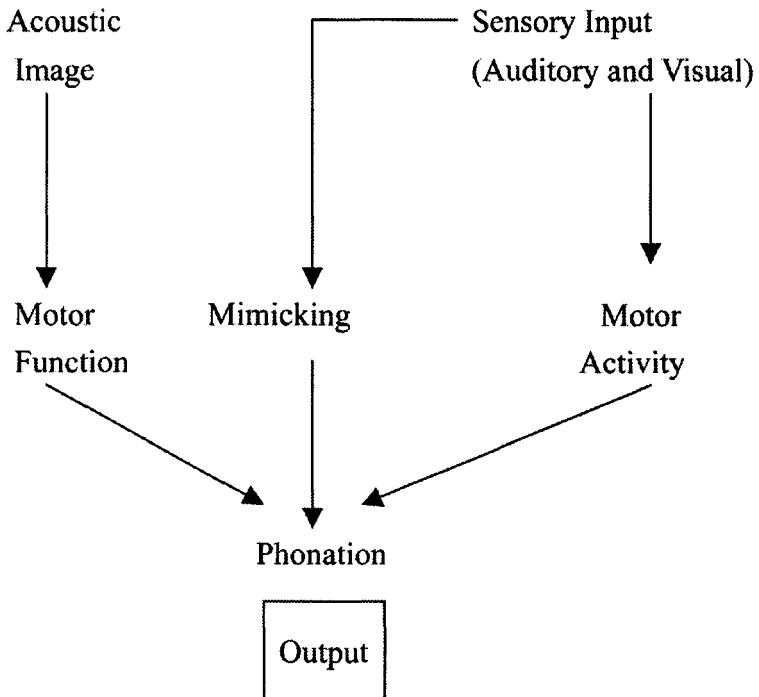 Acoustic
Image
Sensory Input
(Auditory and Visual)
Motor
Function
Mimicking
Motor
Activity
Phonation
Output